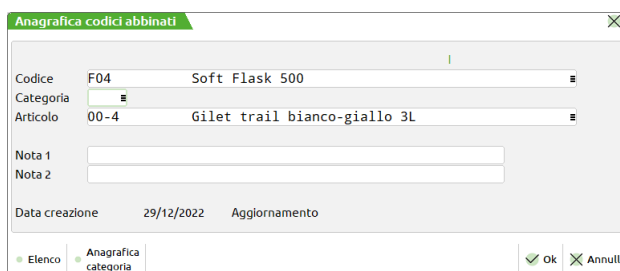 Anagrafica codici abbinati
Codice F04 Soft Flask 500
Categoria
Articolo 00-4 Gilet trail bianco-giallo 3L
Nota 1
Nota 2
Data creazione 29/12/2022 Aggiornamento
Elenco Anagrafica categoria Ok Annull